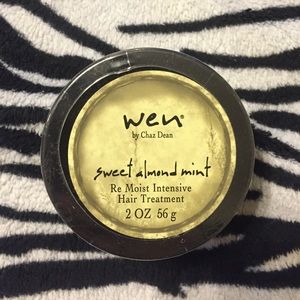 wen®
by Chaz Dean
sweet almond mint
Re Moist Intensive
Hair Treatment
2 OZ 56 g